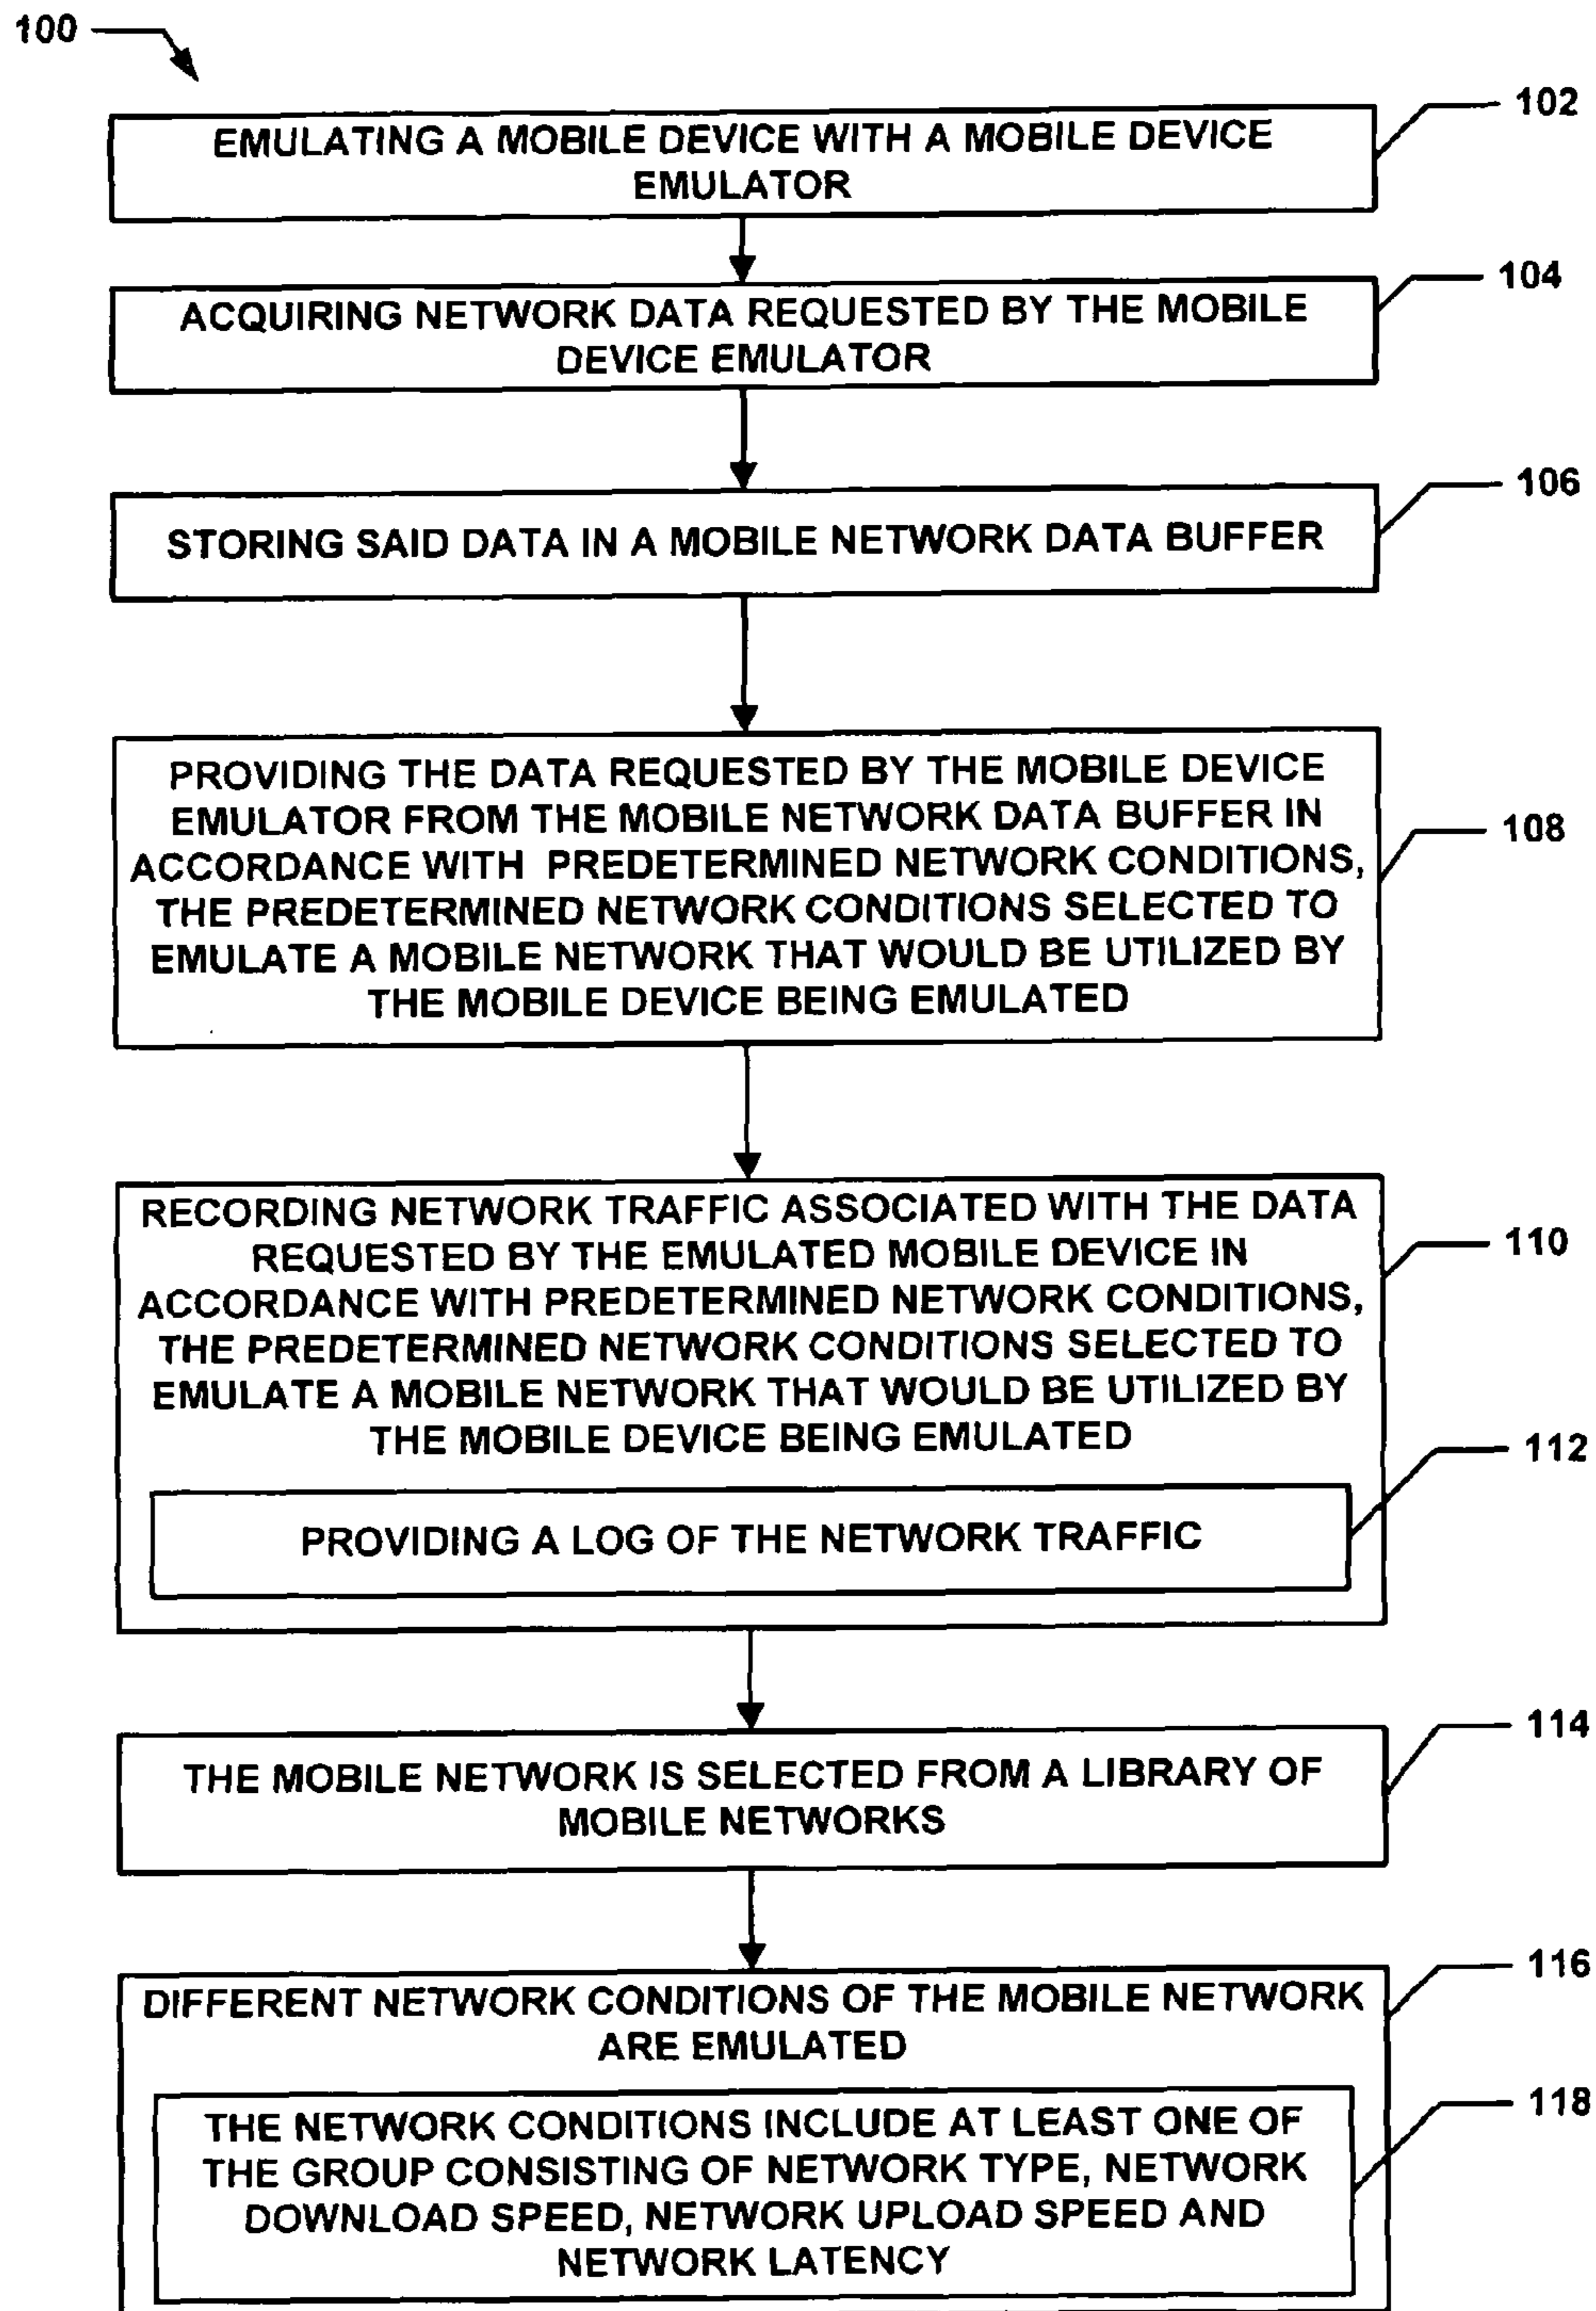 100
102
EMULATING A MOBILE DEVICE WITH A MOBILE DEVICE
EMULATOR
104
ACQUIRING NETWORK DATA REQUESTED BY THE MOBILE
DEVICE EMULATOR
106
STORING SAID DATA IN A MOBILE NETWORK DATA BUFFER
PROVIDING THE DATA REQUESTED BY THE MOBILE DEVICE
EMULATOR FROM THE MOBILE NETWORK DATA BUFFER IN
108
ACCORDANCE WITH PREDETERMINED NETWORK CONDITIONS,
THE PREDETERMINED NETWORK CONDITIONS SELECTED TO
EMULATE A MOBILE NETWORK THAT WOULD BE UTILIZED BY
THE MOBILE DEVICE BEING EMULATED
RECORDING NETWORK TRAFFIC ASSOCIATED WITH THE DATA
110
REQUESTED BY THE EMULATED MOBILE DEVICE IN
ACCORDANCE WITH PREDETERMINED NETWORK CONDITIONS,
THE PREDETERMINED NETWORK CONDITIONS SELECTED TO
EMULATE A MOBILE NETWORK THAT WOULD BE UTILIZED BY
THE MOBILE DEVICE BEING EMULATED
112
PROVIDING A LOG OF THE NETWORK TRAFFIC
114
THE MOBILE NETWORK IS SELECTED FROM A LIBRARY OF
MOBILE NETWORKS
116
DIFFERENT NETWORK CONDITIONS OF THE MOBILE NETWORK
ARE EMULATED
118
THE NETWORK CONDITIONS INCLUDE AT LEAST ONE OF
THE GROUP CONSISTING OF NETWORK TYPE, NETWORK
DOWNLOAD SPEED, NETWORK UPLOAD SPEED AND
NETWORK LATENCY